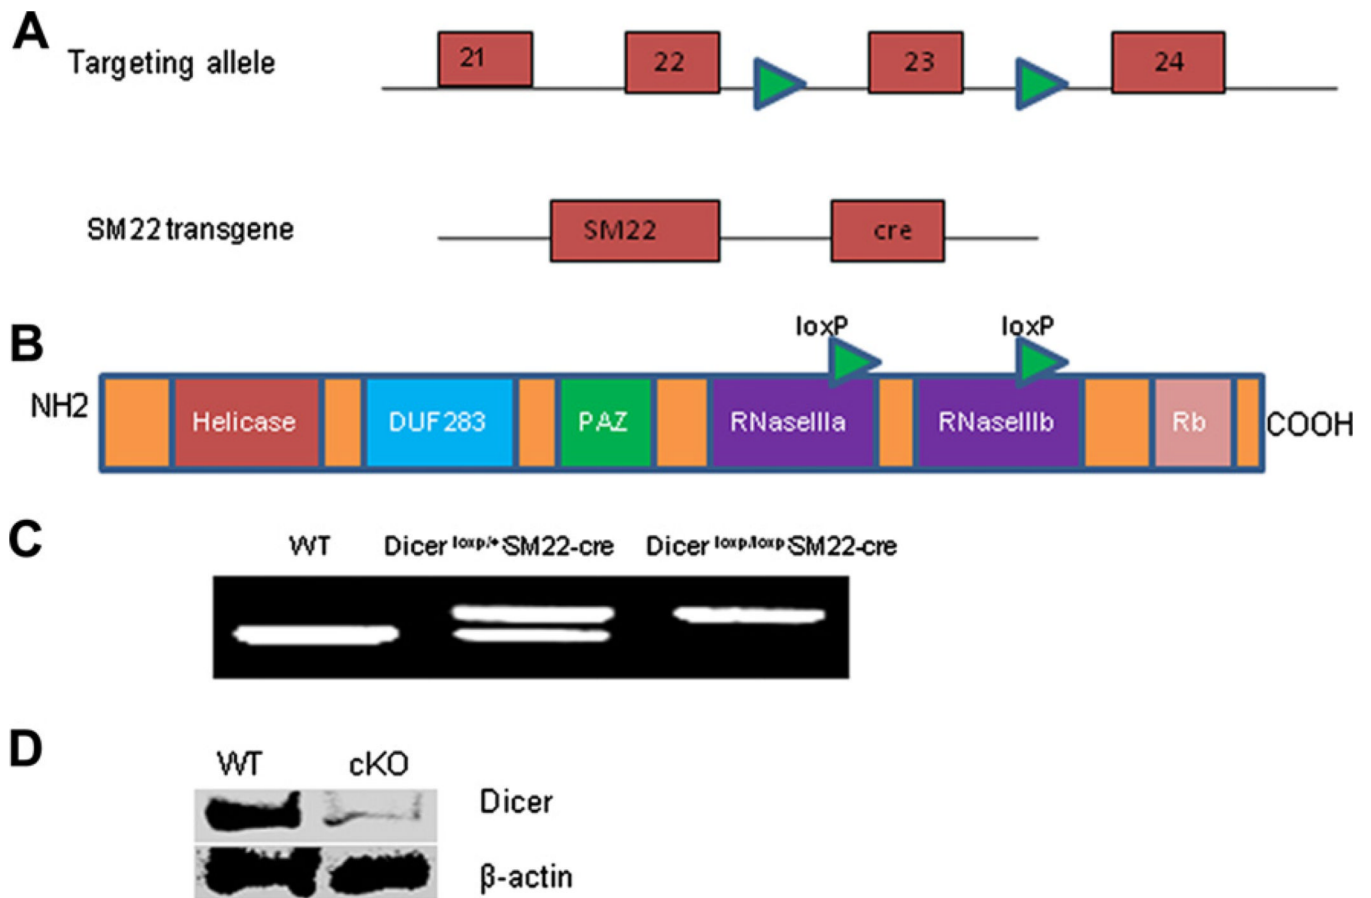 A
Targeting allele
21 22 23 24
SM22 transgene
SM22 cre
B
loxP loxP
NH2 Helicase DUF283 PAZ RNaseIIIa RNaseIIIb Rb COOH
C
WT Dicer loxp/+ SM22-cre Dicer loxp/loxp SM22-cre
D
WT cKO
Dicer
β-actin